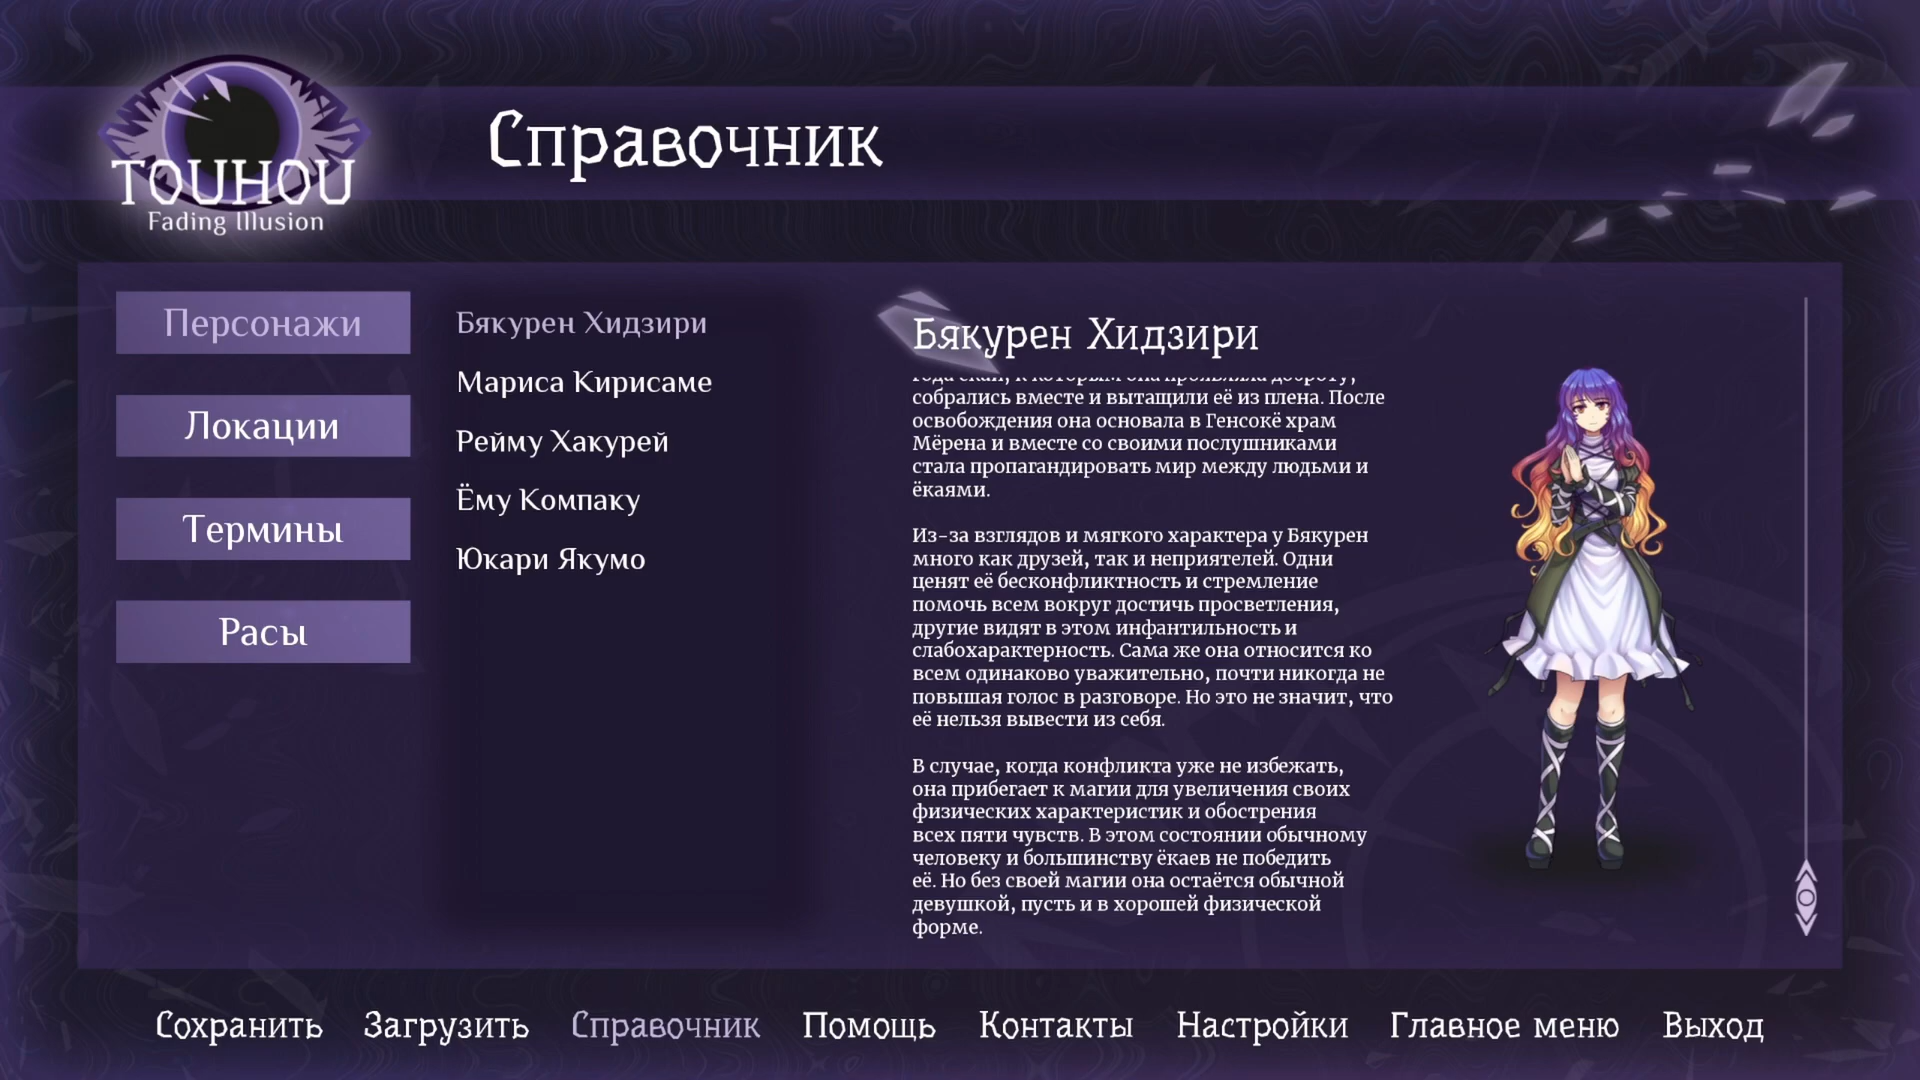 TOUHOU
Fading Illusion
Справочник
Персонажи
Локации
Термины
Расы
Бякурен Хидзири
Мариса Кирисаме
Рейму Хакурей
Ёму Компаку
Юкари Якумо
Бякурен Хидзири
собрались вместе и вытащили её из плена. После
освобождения она основала в Генсокё храм
Мёрена и вместе со своими послушниками
стала пропагандировать мир между людьми и
ёкаями.
Из-за взглядов и мягкого характера у Бякурен
много как друзей, так и неприятелей. Одни
ценят её бесконфликтность и стремление
помочь всем вокруг достичь просветления,
другие видят в этом инфантильность и
слабохарактерность. Сама же она относится ко
всем одинаково уважительно, почти никогда не
повышая голос в разговоре. Но это не значит, что
её нельзя вывести из себя.
В случае, когда конфликта уже не избежать,
она прибегает к магии для увеличения своих
физических характеристик и обострения
всех пяти чувств. В этом состоянии обычному
человеку и большинству ёкаев не победить
её. Но без своей магии она остаётся обычной
девушкой, пусть и в хорошей физической
форме.
Сохранить
Загрузить
Справочник
Помощь
Контакты
Настройки
Главное меню
Выход